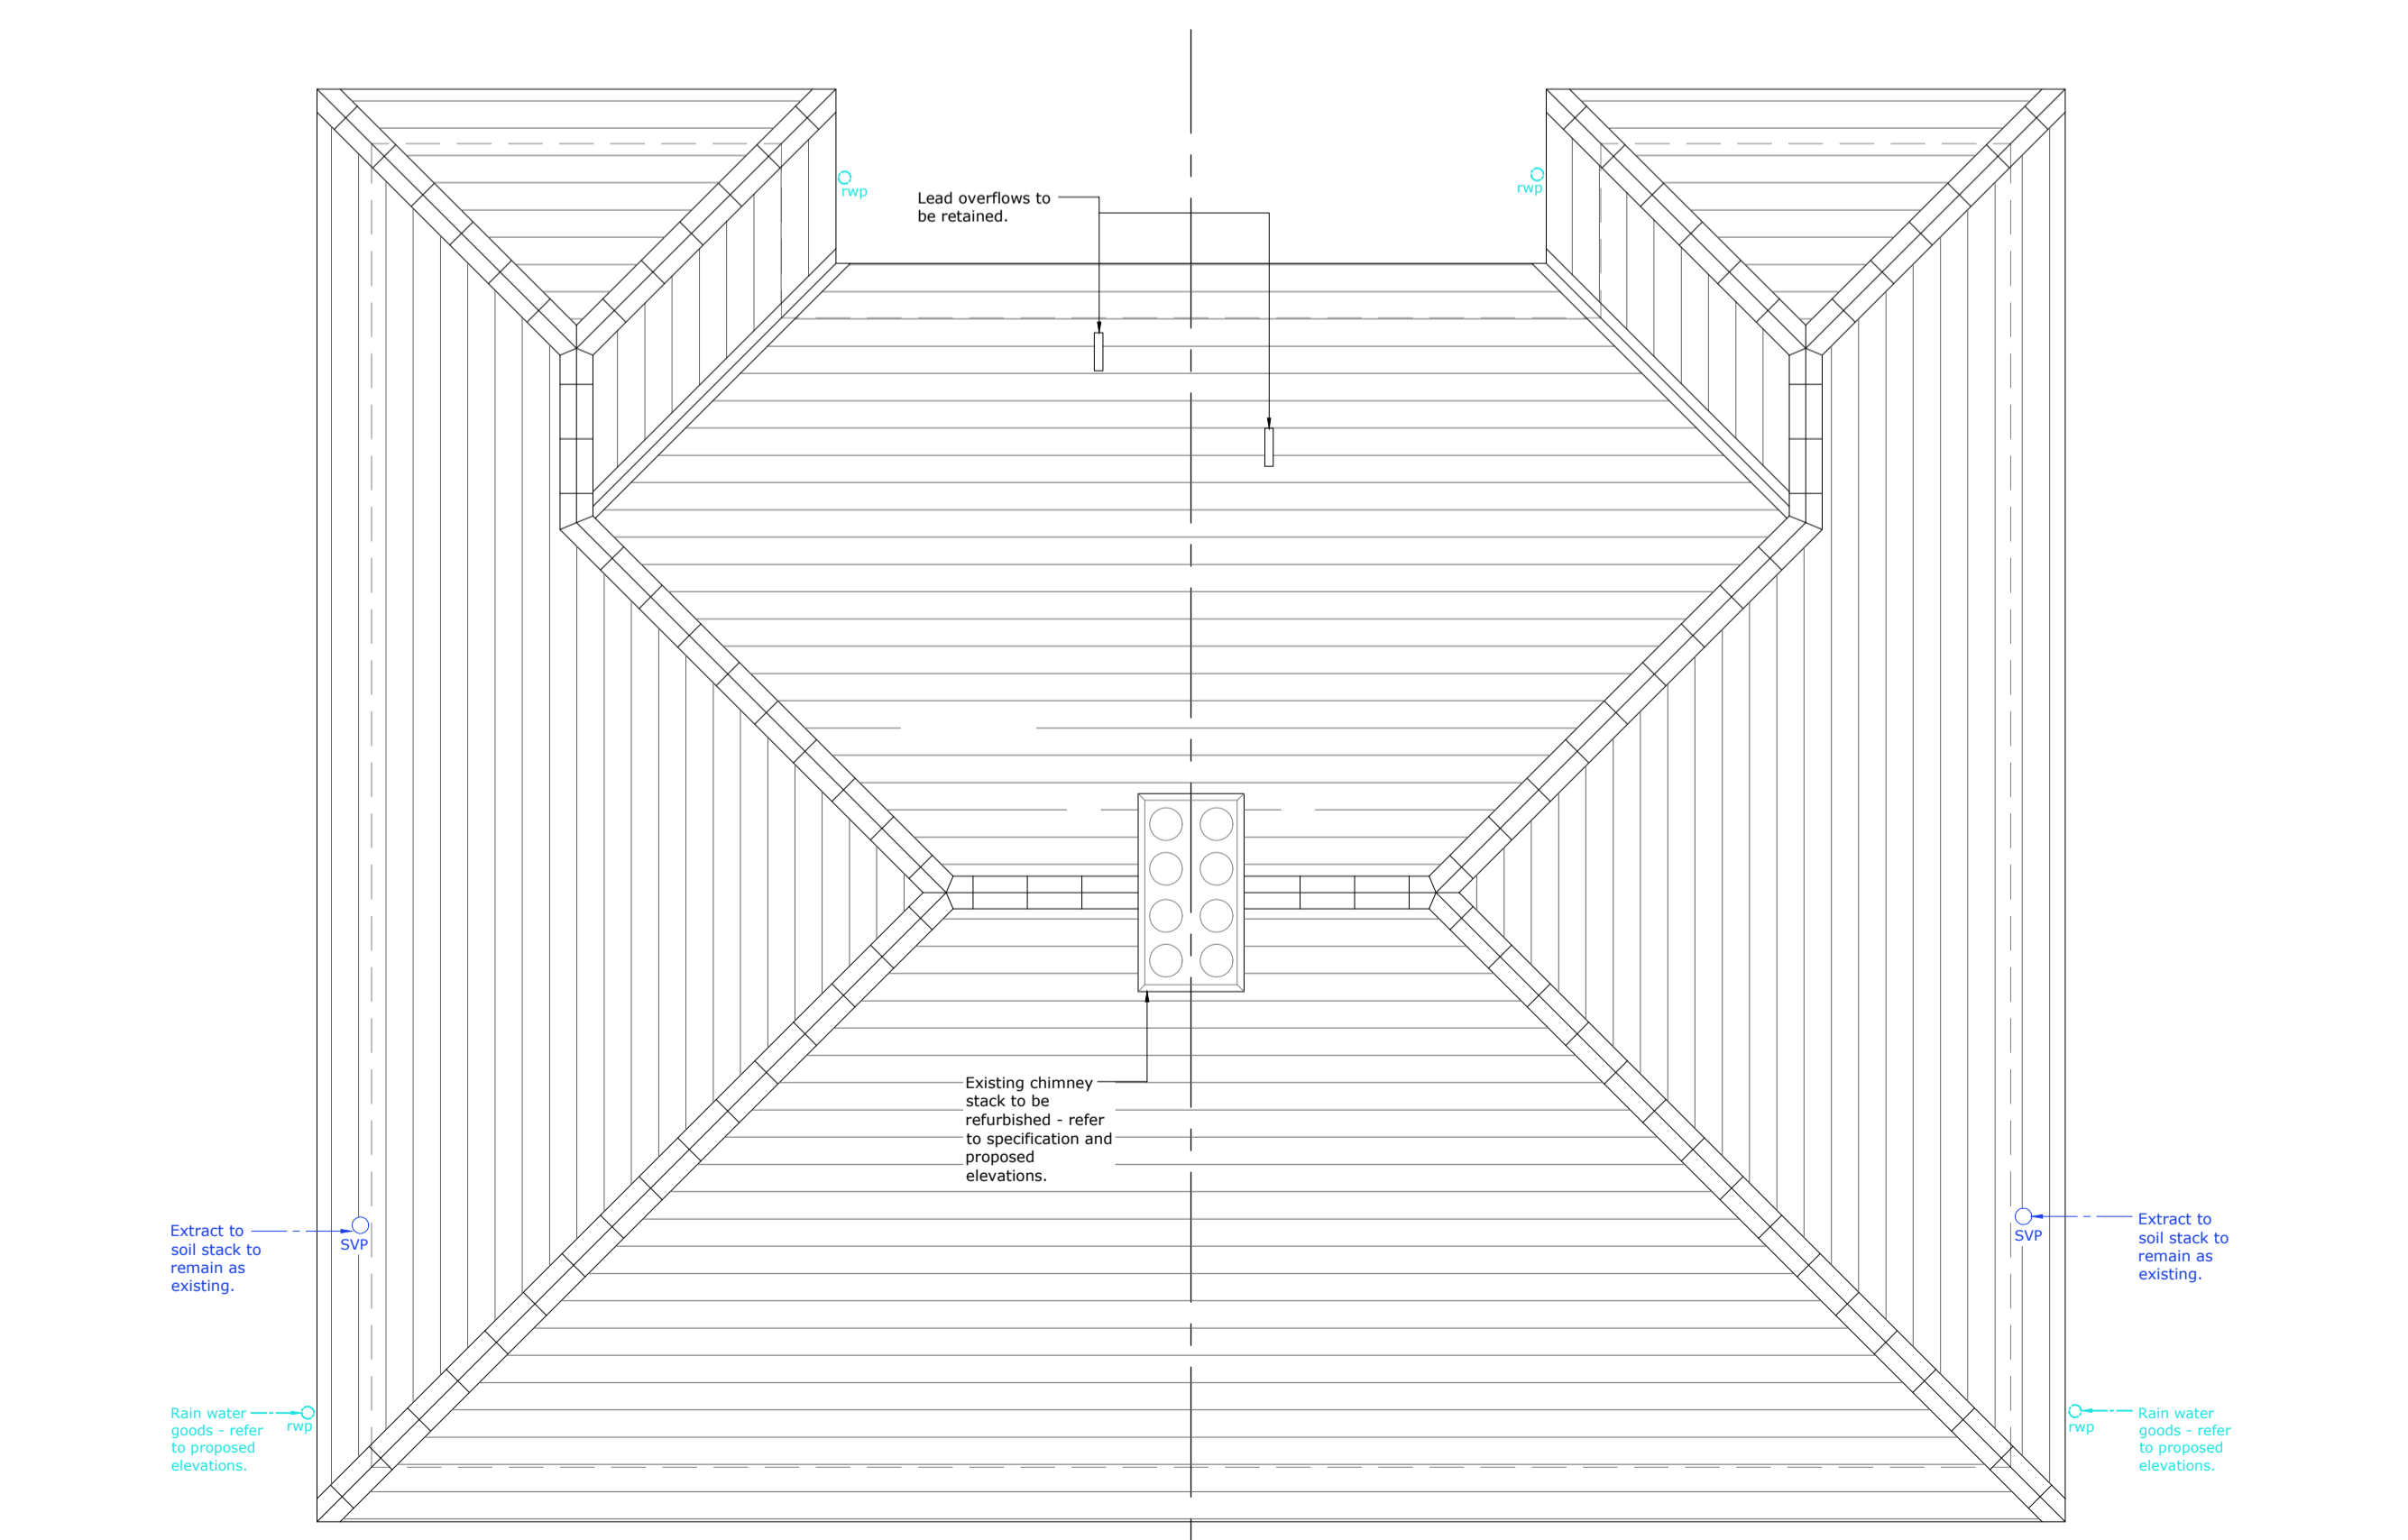 rwp
rwp
Lead overflows to
be retained.
Existing chimney
stack to be
refurbished - refer
to specification and
proposed
elevations.
Extract to
soil stack to
remain as
existing.
SVP
SVP
Extract to
soil stack to
remain as
existing.
Rain water
goods - refer
to proposed
elevations.
rwp
rwp
Rain water
goods - refer
to proposed
elevations.